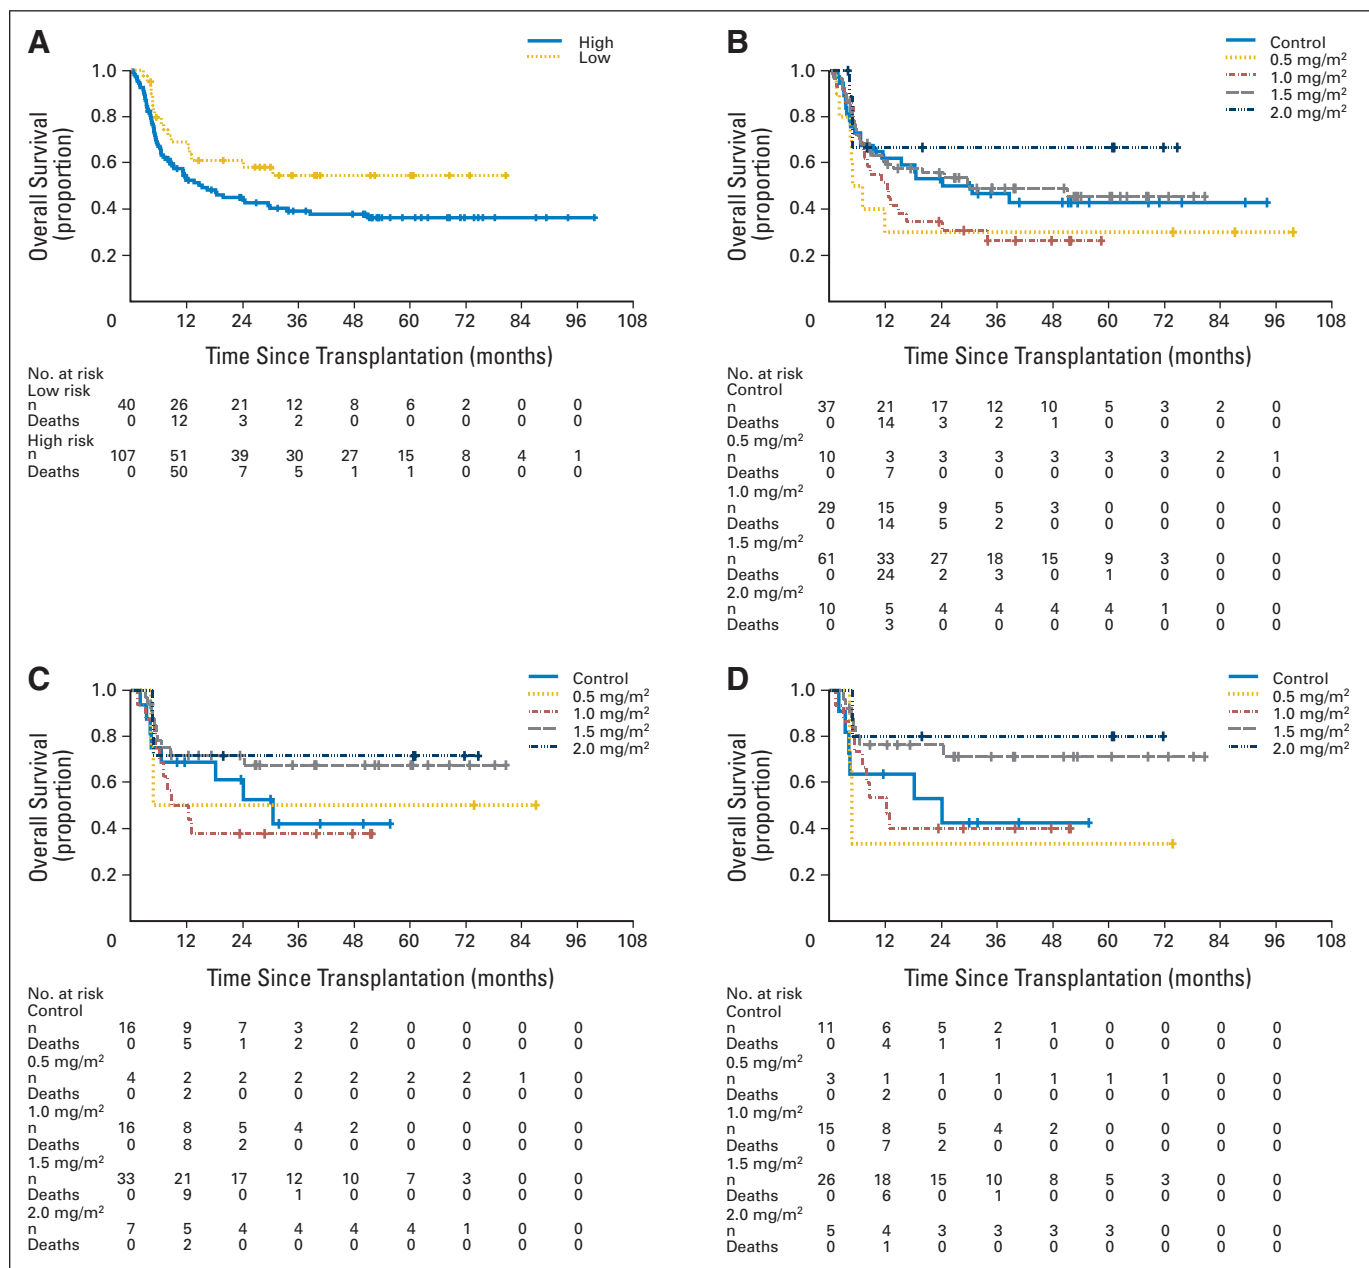 A
High
Low
1.0
0.8
0.6
0.4
0.2
0 12 24 36 48 60 72 84 96 108
Overall Survival
(proportion)
Time Since Transplantation (months)
No. at risk
Low risk
n 40 26 21 12 8 6 2 0 0
Deaths 0 12 3 2 0 0 0 0 0
High risk
n 107 51 39 30 27 15 8 4 1
Deaths 0 50 7 5 1 1 0 0 0
B
Control
0.5 mg/m²
1.0 mg/m²
1.5 mg/m²
2.0 mg/m²
1.0
0.8
0.6
0.4
0.2
0 12 24 36 48 60 72 84 96 108
Overall Survival
(proportion)
Time Since Transplantation (months)
No. at risk
Control
n 37 21 17 12 10 5 3 2 0
Deaths 0 14 3 2 1 0 0 0 0
0.5 mg/m²
n 10 3 3 3 3 3 3 2 1
Deaths 0 7 0 0 0 0 0 0 0
1.0 mg/m²
n 29 15 9 5 3 0 0 0 0
Deaths 0 14 5 2 0 0 0 0 0
1.5 mg/m²
n 61 33 27 18 15 9 3 0 0
Deaths 0 24 2 3 0 1 0 0 0
2.0 mg/m²
n 10 5 4 4 4 4 1 0 0
Deaths 0 3 0 0 0 0 0 0 0
C
Control
0.5 mg/m²
1.0 mg/m²
1.5 mg/m²
2.0 mg/m²
1.0
0.8
0.6
0.4
0.2
0 12 24 36 48 60 72 84 96 108
Overall Survival
(proportion)
Time Since Transplantation (months)
No. at risk
Control
n 16 9 7 3 2 0 0 0 0
Deaths 0 5 1 2 0 0 0 0 0
0.5 mg/m²
n 4 2 2 2 2 2 2 1 0
Deaths 0 2 0 0 0 0 0 0 0
1.0 mg/m²
n 16 8 5 4 2 0 0 0 0
Deaths 0 8 2 0 0 0 0 0 0
1.5 mg/m²
n 33 21 17 12 10 7 3 0 0
Deaths 0 9 0 1 0 0 0 0 0
2.0 mg/m²
n 7 5 4 4 4 4 1 0 0
Deaths 0 2 0 0 0 0 0 0 0
D
Control
0.5 mg/m²
1.0 mg/m²
1.5 mg/m²
2.0 mg/m²
1.0
0.8
0.6
0.4
0.2
0 12 24 36 48 60 72 84 96 108
Overall Survival
(proportion)
Time Since Transplantation (months)
No. at risk
Control
n 11 6 5 2 1 0 0 0 0
Deaths 0 4 1 1 0 0 0 0 0
0.5 mg/m²
n 3 1 1 1 1 1 1 0 0
Deaths 0 2 0 0 0 0 0 0 0
1.0 mg/m²
n 15 8 5 4 2 0 0 0 0
Deaths 0 7 2 0 0 0 0 0 0
1.5 mg/m²
n 26 18 15 10 8 5 3 0 0
Deaths 0 6 0 1 0 0 0 0 0
2.0 mg/m²
n 5 4 3 3 3 3 0 0 0
Deaths 0 1 0 0 0 0 0 0 0